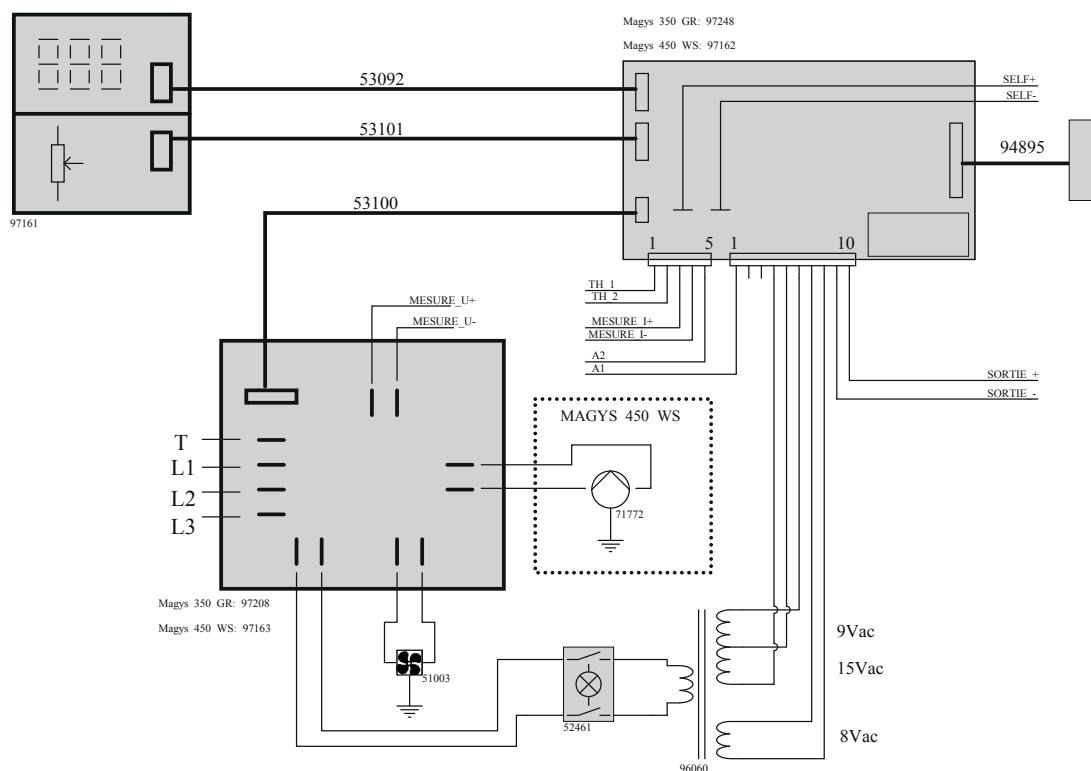 Magys 350 GR: 97248
Magys 450 WS: 97162
53092
SELF+
SELF-
53101
94895
53100
97161
1
5
1
10
TH_1
TH_2
MESURE_U+
MESURE_U-
MESURE_I+
MESURE_I-
A2
A1
SORTIE_+
SORTIE_-
MAGYS 450 WS
T
L1
L2
L3
71772
Magys 350 GR: 97208
Magys 450 WS: 97163
9Vac
15Vac
51003
52461
8Vac
96060